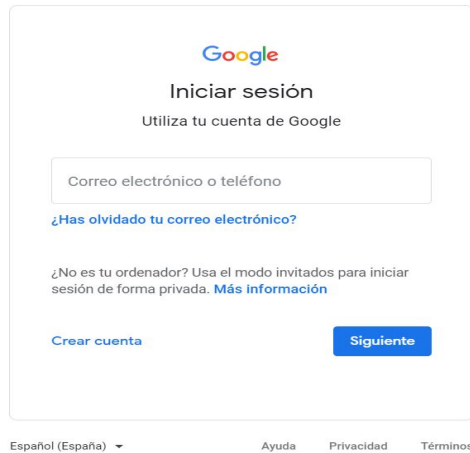 Google
Iniciar sesión
Utiliza tu cuenta de Google
Correo electrónico o teléfono
¿Has olvidado tu correo electrónico?
¿No es tu ordenador? Usa el modo invitados para iniciar
sesión de forma privada. Más información
Crear cuenta Siguiente
Español (España) Ayuda Privacidad Términos